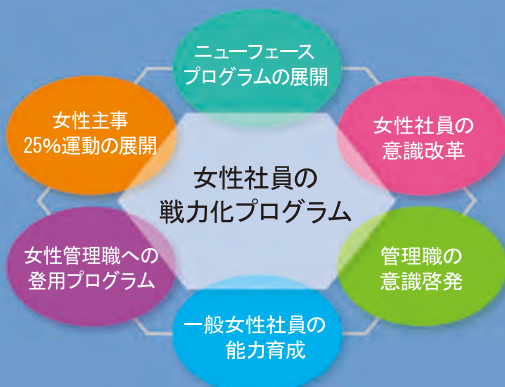 ニューフェース
プログラムの展開
女性主事
25%運動の展開
女性社員の
意識改革
女性社員の
戦力化プログラム
女性管理職への
登用プログラム
管理職の
意識啓発
一般女性社員の
能力育成